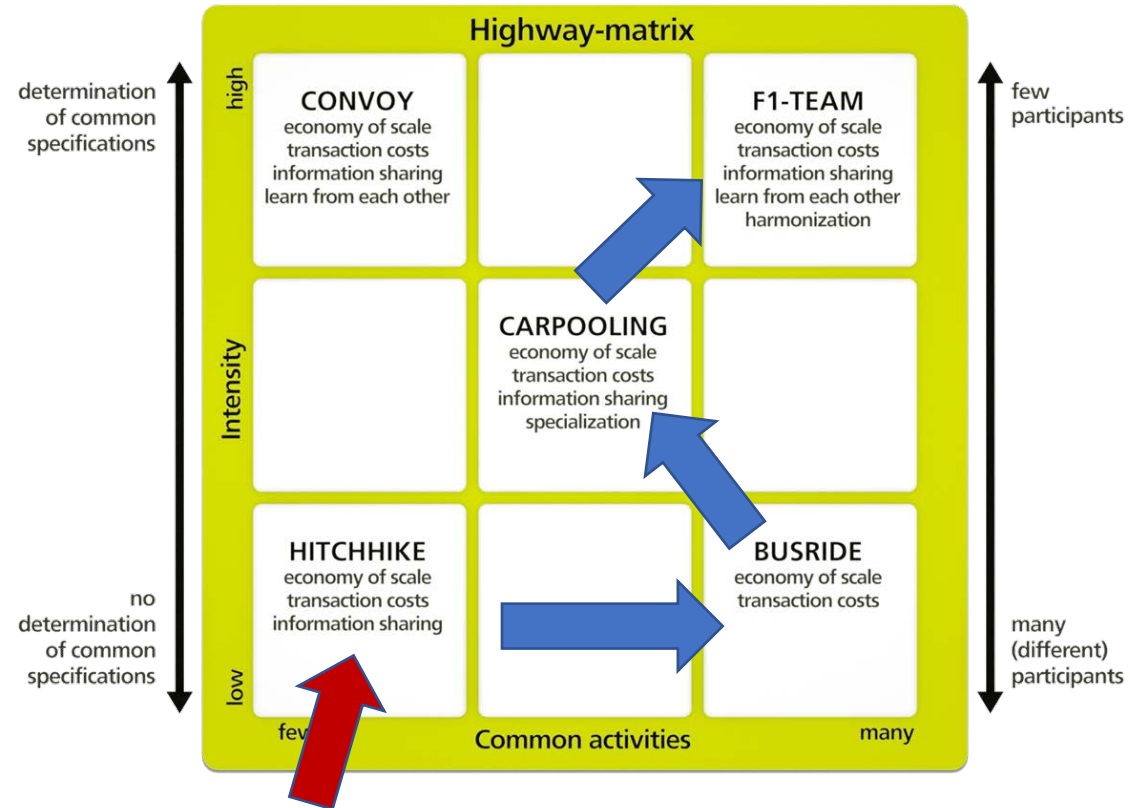 Highway-matrix
determination
of common
specifications
high
CONVOY
economy of scale
transaction costs
information sharing
learn from each other
F1-TEAM
economy of scale
transaction costs
information sharing
learn from each other
harmonization
few
participants
Intensity
CARPOOLING
economy of scale
transaction costs
information sharing
specialization
no
determination
of common
specifications
low
HITCHHIKE
economy of scale
transaction costs
information sharing
BUSRIDE
economy of scale
transaction costs
many
(different)
participants
few
Common activities
many